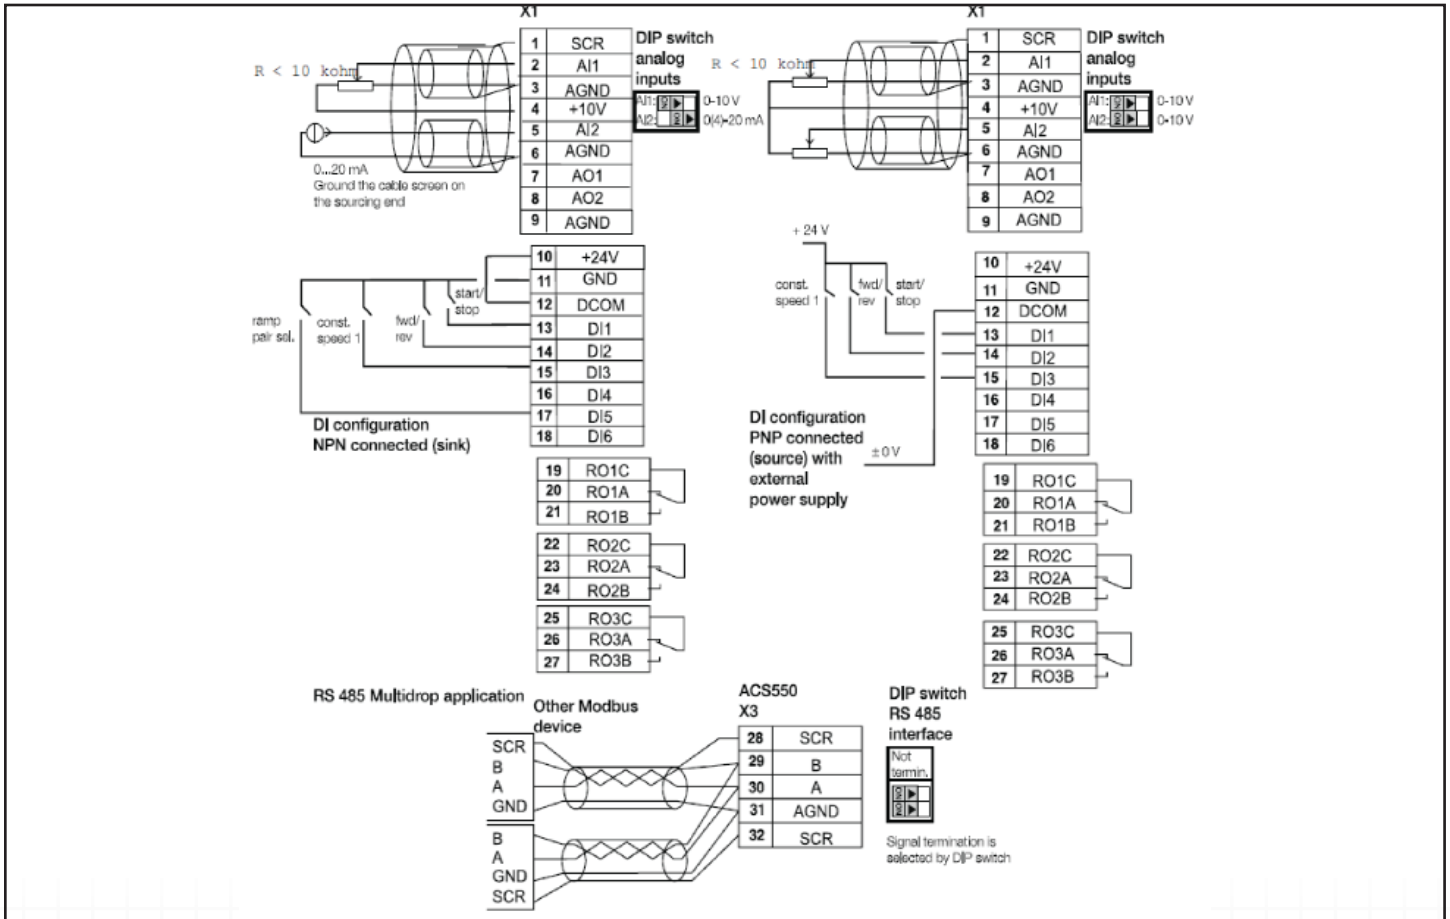 X1
1 SCR
2 AI1
3 AGND
4 +10V
5 AI2
6 AGND
7 AO1
8 AO2
9 AGND
R < 10 kohm
DIP switch
analog
inputs
AI1: ON 0-10 V
AI2: ON 0(4)-20 mA
0...20 mA
Ground the cable screen on
the sourcing end
X1
1 SCR
2 AI1
3 AGND
4 +10V
5 AI2
6 AGND
7 AO1
8 AO2
9 AGND
R < 10 kohm
DIP switch
analog
inputs
AI1: ON 0-10 V
AI2: ON 0-10 V
10 +24V
11 GND
12 DCOM
13 DI1
14 DI2
15 DI3
16 DI4
17 DI5
18 DI6
ramp
pair sel.
const.
speed 1
fwd/
rev
start/
stop
DI configuration
NPN connected (sink)
+ 24 V
10 +24V
11 GND
12 DCOM
13 DI1
14 DI2
15 DI3
16 DI4
17 DI5
18 DI6
const.
speed 1
fwd/
rev
start/
stop
DI configuration
PNP connected
(source) with
external
power supply
±0 V
19 RO1C
20 RO1A
21 RO1B
22 RO2C
23 RO2A
24 RO2B
25 RO3C
26 RO3A
27 RO3B
19 RO1C
20 RO1A
21 RO1B
22 RO2C
23 RO2A
24 RO2B
25 RO3C
26 RO3A
27 RO3B
RS 485 Multidrop application
Other Modbus
device
SCR
B
A
GND
B
A
GND
SCR
ACS550
X3
28 SCR
29 B
30 A
31 AGND
32 SCR
DIP switch
RS 485
interface
Not
termin.
ON
ON
Signal termination is
selected by DIP switch